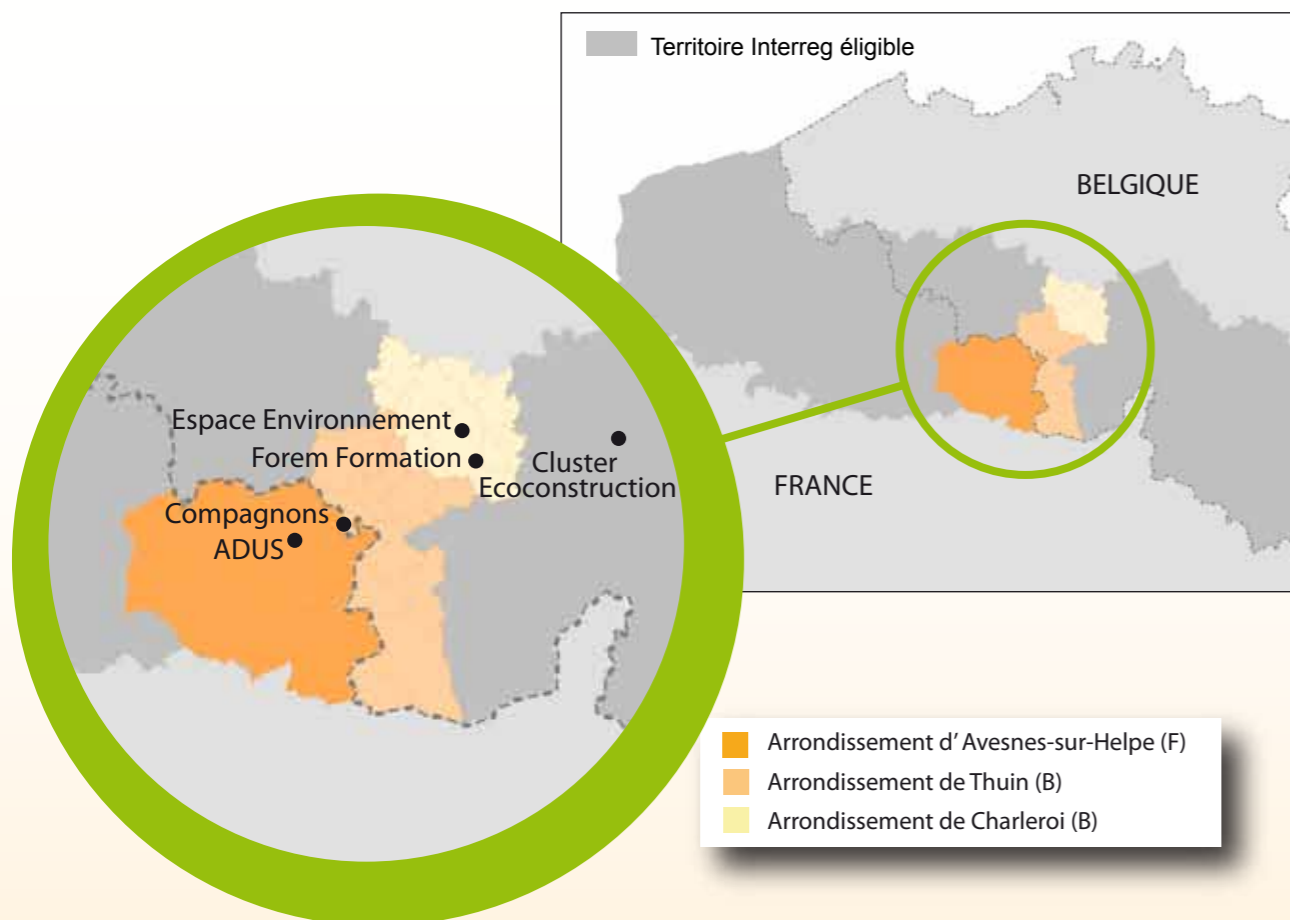 Territoire Interreg éligible
BELGIQUE
FRANCE
Espace Environnement
Forem Formation
Cluster
Ecoconstruction
Compagnons
ADUS
Arrondissement d' Avesnes-sur-Helpe (F)
Arrondissement de Thuin (B)
Arrondissement de Charleroi (B)